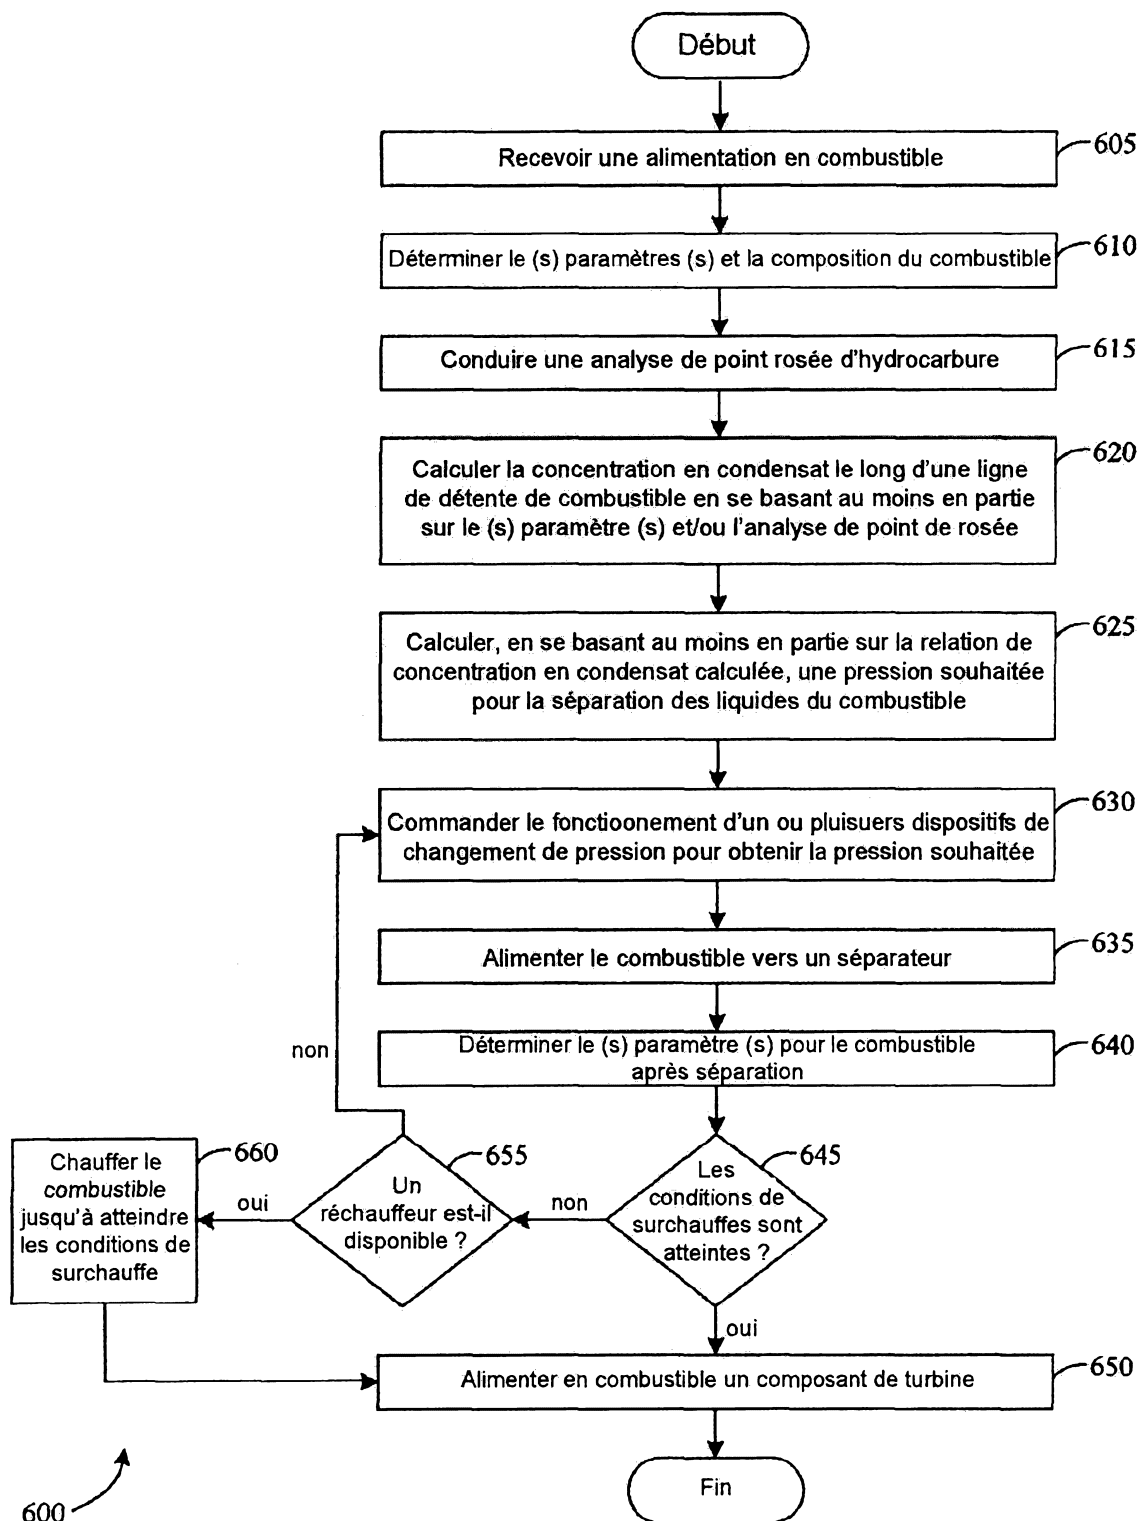 Début
Recevoir une alimentation en combustible
605
Déterminer le (s) paramètres (s) et la composition du combustible
610
Conduire une analyse de point rosée d'hydrocarbure
615
Calculer la concentration en condensat le long d'une ligne
de détente de combustible en se basant au moins en partie
sur le (s) paramètre (s) et/ou l'analyse de point de rosée
620
Calculer, en se basant au moins en partie sur la relation de
concentration en condensat calculée, une pression souhaitée
pour la séparation des liquides du combustible
625
Commander le fonctioonement d'un ou pluisuers dispositifs de
changement de pression pour obtenir la pression souhaitée
630
Alimenter le combustible vers un séparateur
635
Déterminer le (s) paramètre (s) pour le combustible
après séparation
640
non
Les
conditions de
surchauffes sont
atteintes ?
645
non
oui
Un
réchauffeur est-il
disponible ?
655
oui
Chauffer le
combustible
jusqu'à atteindre
les conditions de
surchauffe
660
Alimenter en combustible un composant de turbine
650
Fin
600